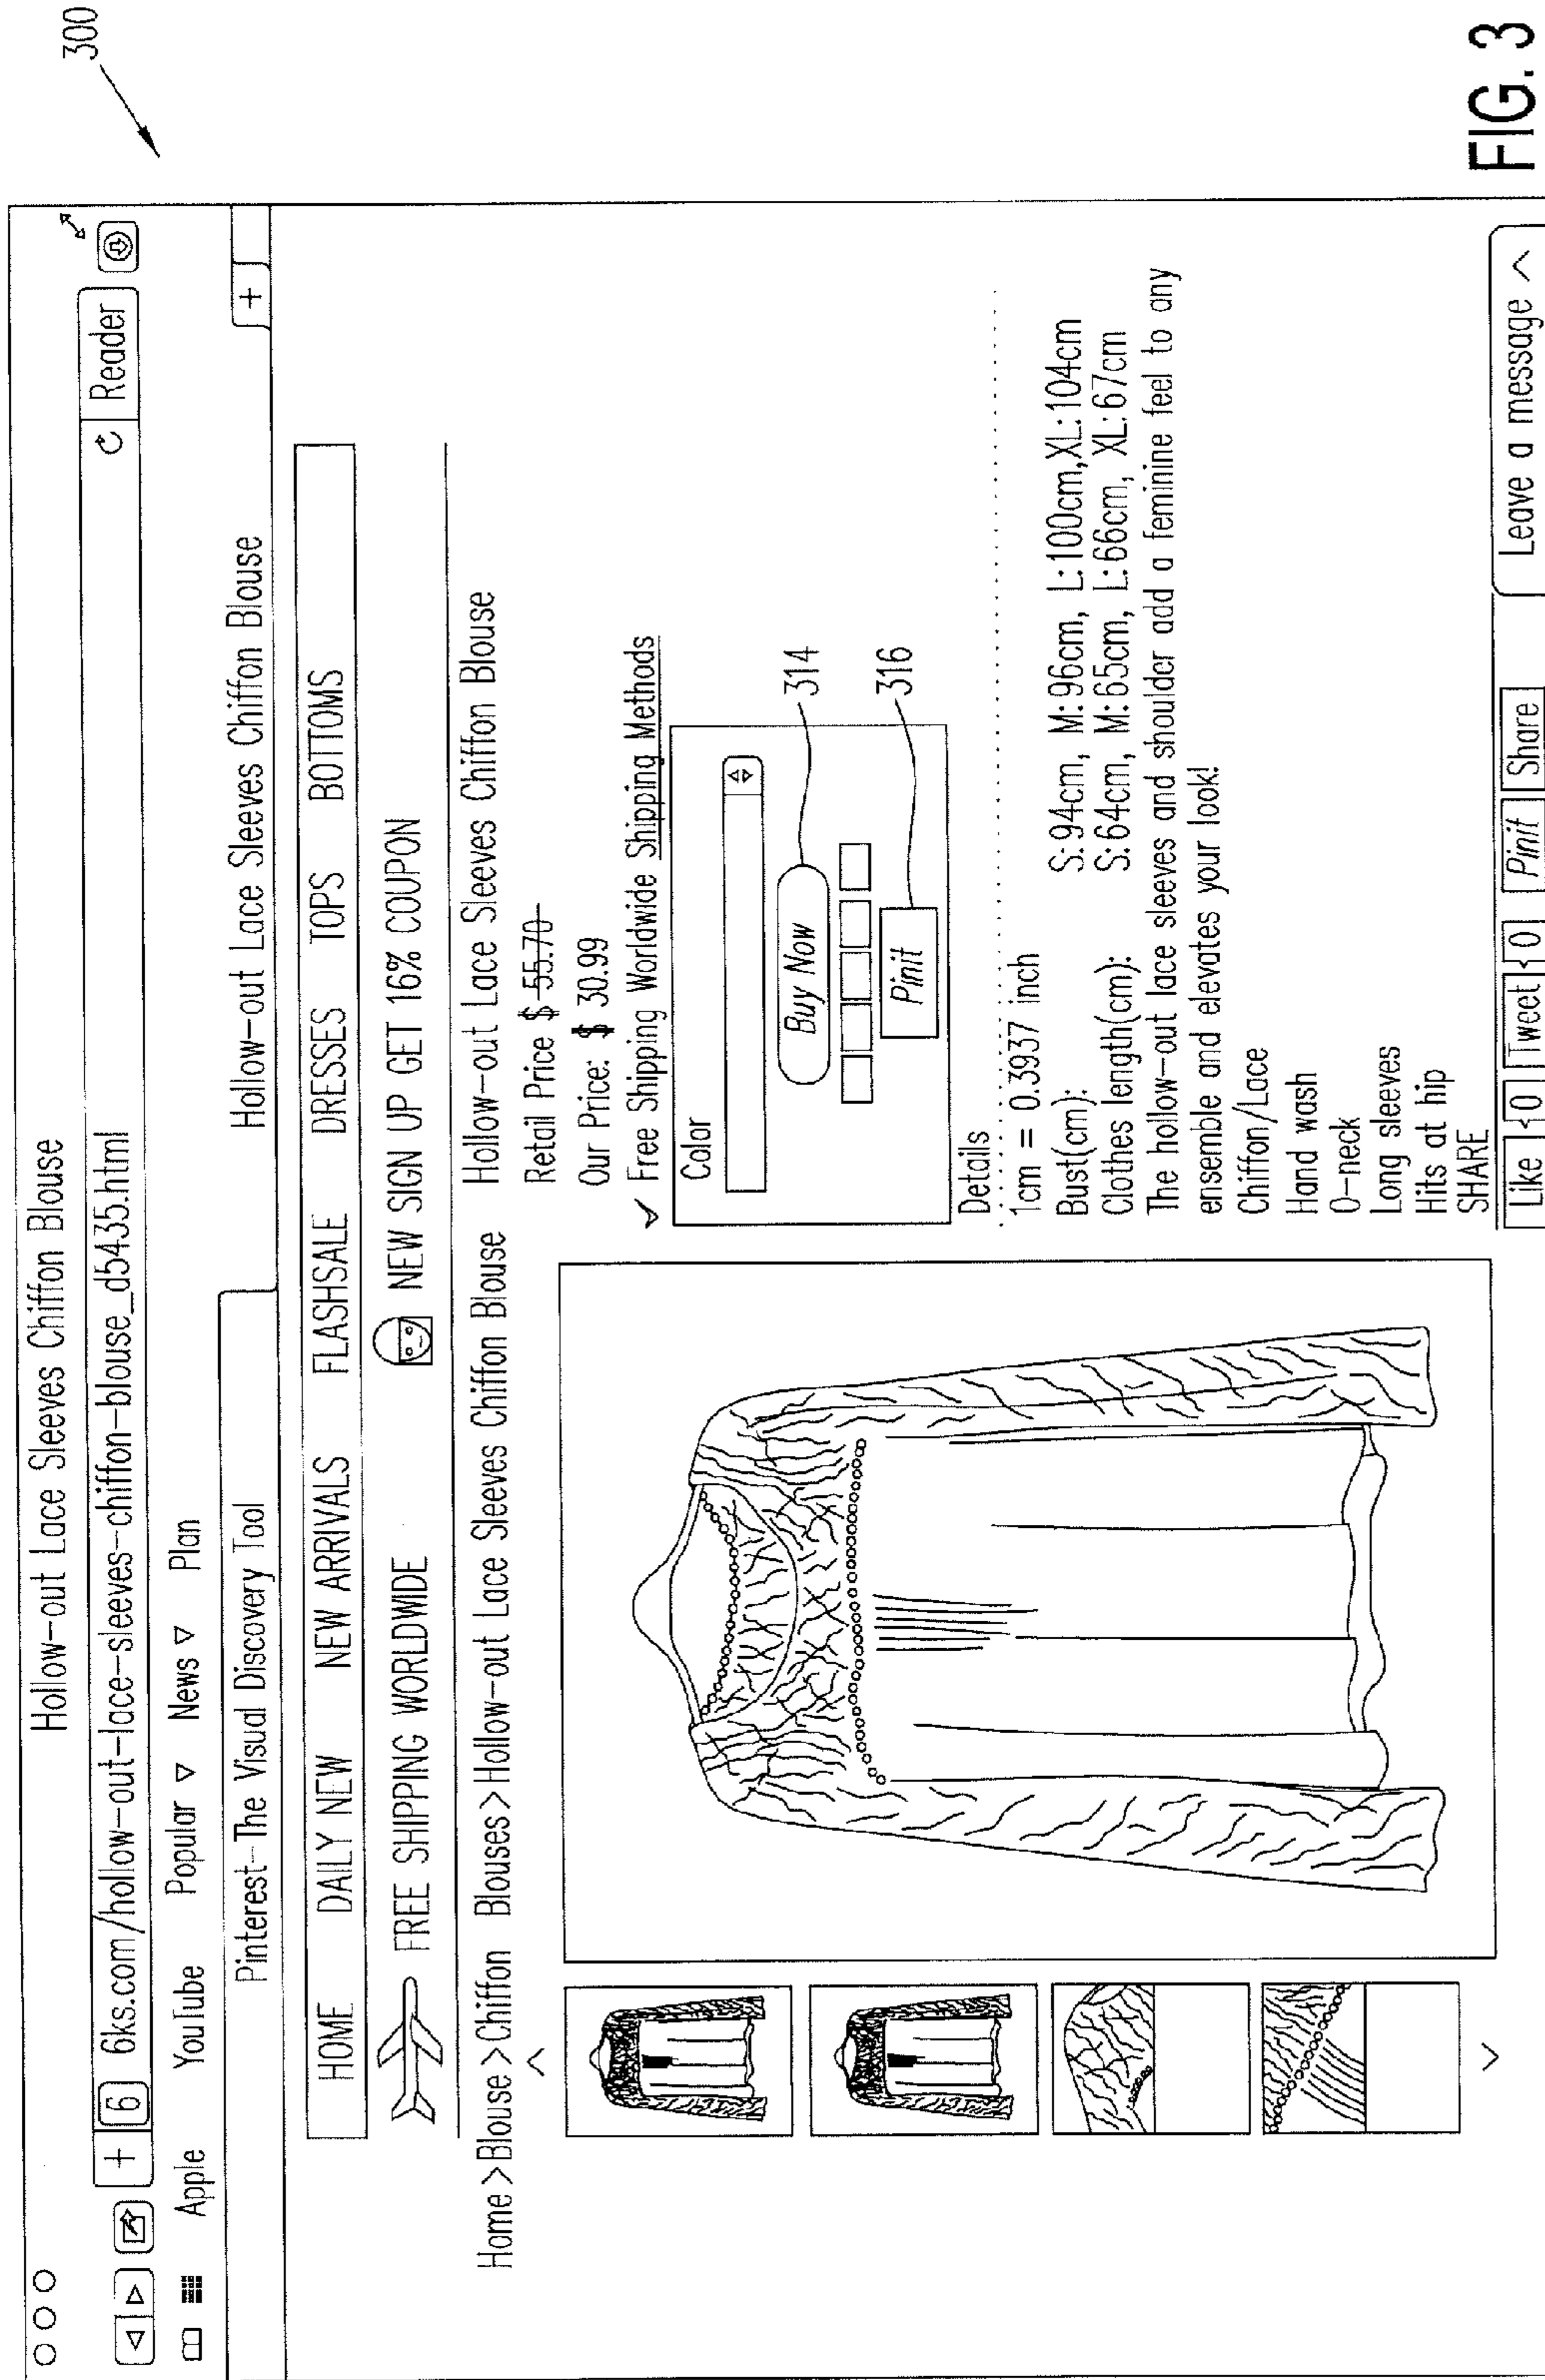 300
Hollow-out Lace Sleeves Chiffon Blouse
+ 6 6ks.com/hollow-out-lace-sleeves-chiffon-blouse_d5435.html Reader
Apple YouTube Popular ▽ News ▽ Plan
Pinterest-The Visual Discovery Tool Hollow-out Lace Sleeves Chiffon Blouse +
HOME DAILY NEW NEW ARRIVALS FLASHSALE DRESSES TOPS BOTTOMS
FREE SHIPPING WORLDWIDE NEW SIGN UP GET 16% COUPON
Home>Blouse>Chiffon Blouses>Hollow-out Lace Sleeves Chiffon Blouse
Hollow-out Lace Sleeves Chiffon Blouse
Retail Price $ 55.70
Our Price: $ 30.99
✓ Free Shipping Worldwide Shipping Methods
Color
Buy Now
314
Pinit
316
Details
1cm = 0.3937 inch
Bust(cm): S:94cm, M:96cm, L:100cm,XL:104cm
Clothes length(cm): S:64cm, M:65cm, L:66cm, XL:67cm
The hollow-out lace sleeves and shoulder add a feminine feel to any
ensemble and elevates your look!
Chiffon/Lace
Hand wash
O-neck
Long sleeves
Hits at hip
SHARE
Like 0 Tweet 0 Pinit Share Leave a message ^
FIG. 3